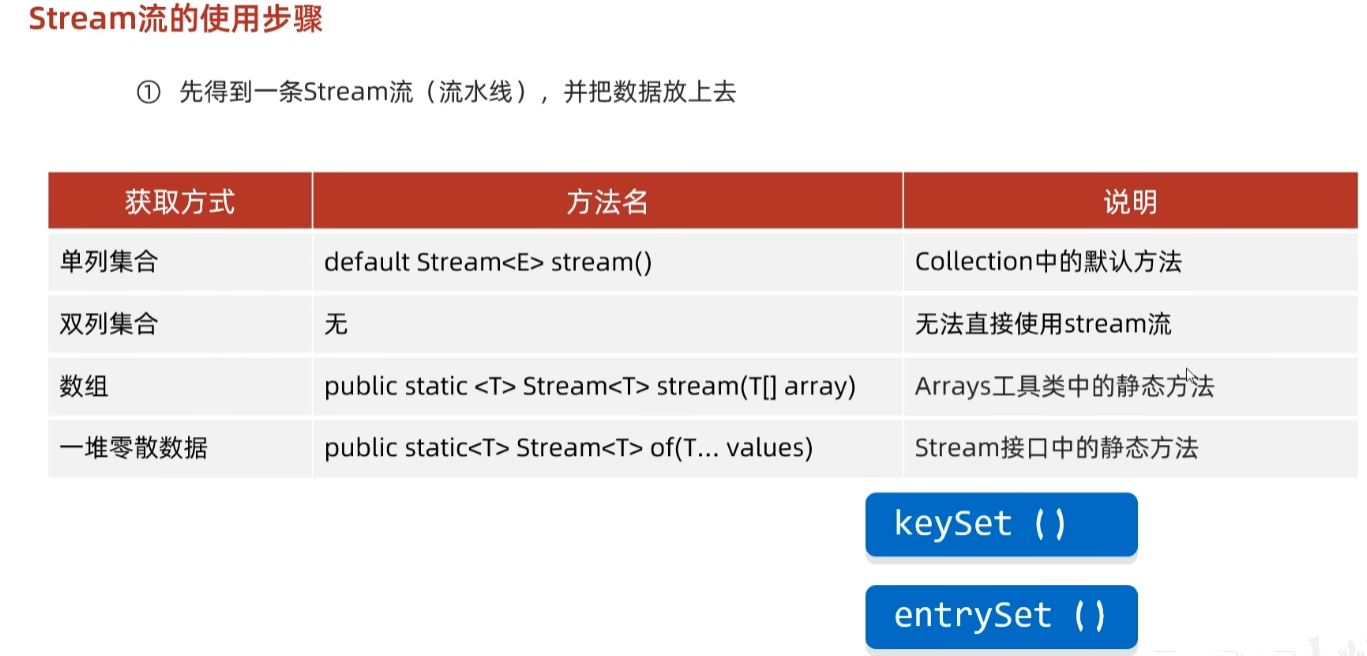 Stream流的使用步骤
① 先得到一条Stream流（流水线），并把数据放上去
获取方式 方法名 说明
单列集合 default Stream<E> stream() Collection中的默认方法
双列集合 无 无法直接使用stream流
数组 public static <T> Stream<T> stream(T[] array) Arrays工具类中的静态方法
一堆零散数据 public static<T> Stream<T> of(T... values) Stream接口中的静态方法
keySet ()
entrySet ()